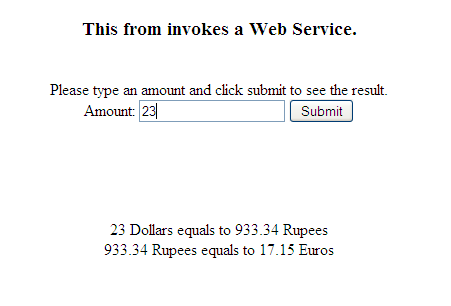 This from invokes a Web Service.
Please type an amount and click submit to see the result.
Amount: 23 Submit
23 Dollars equals to 933.34 Rupees
933.34 Rupees equals to 17.15 Euros